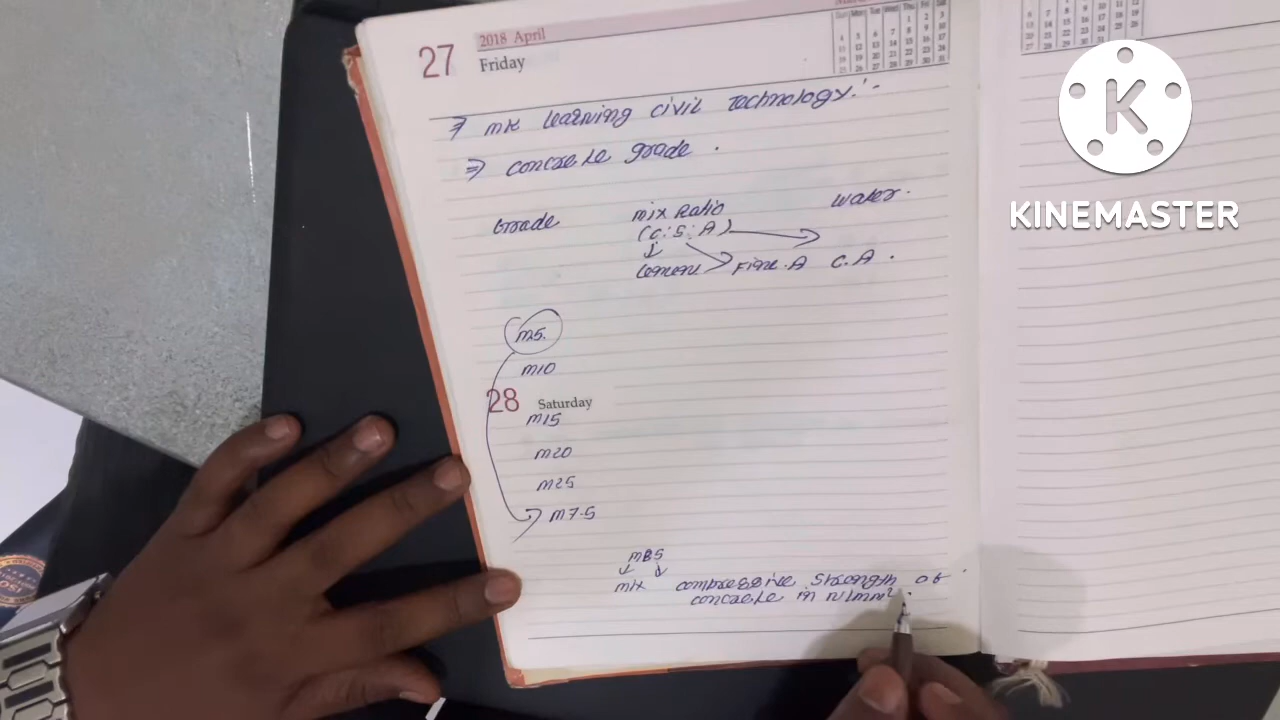 27
2018 April
Friday
⇒ MK learning civil technology :-
⇒ concrete grade .
Grade mix Ratio water.
(C : S : A)
cement Fine.A C.A .
M5.
M10
28 Saturday
M15
M20
M25
M7.5
mix compressive strength of
concrete in N/mm2.
K
KINEMASTER